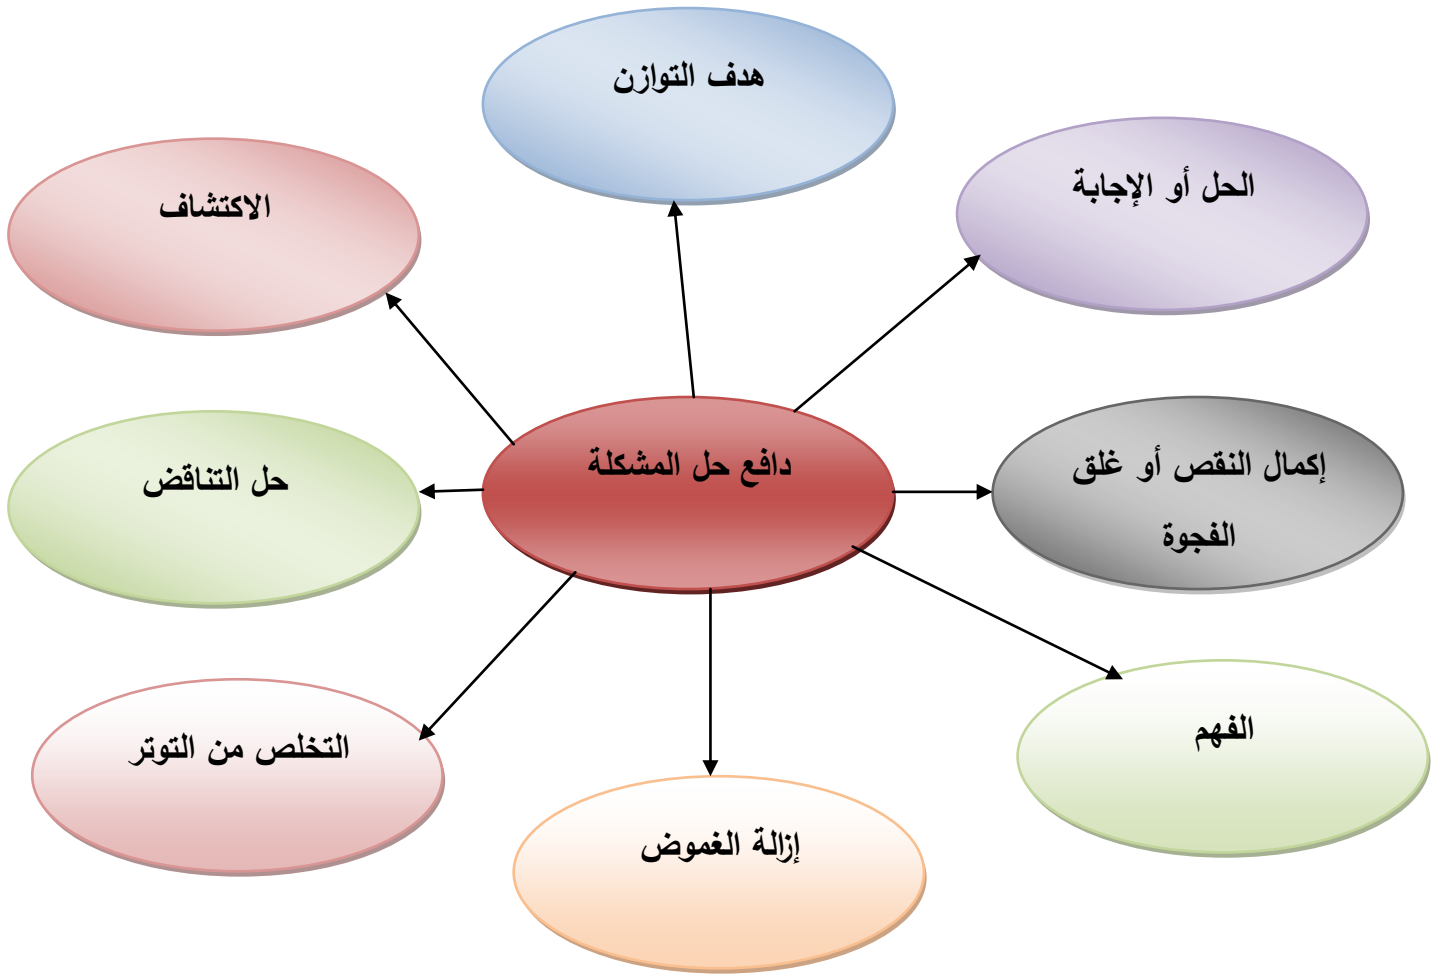 هدف التوازن
الحل أو الإجابة
الاكتشاف
دافع حل المشكلة
إكمال النقص أو غلق
الفجوة
حل التناقض
الفهم
التخلص من التوتر
إزالة الغموض